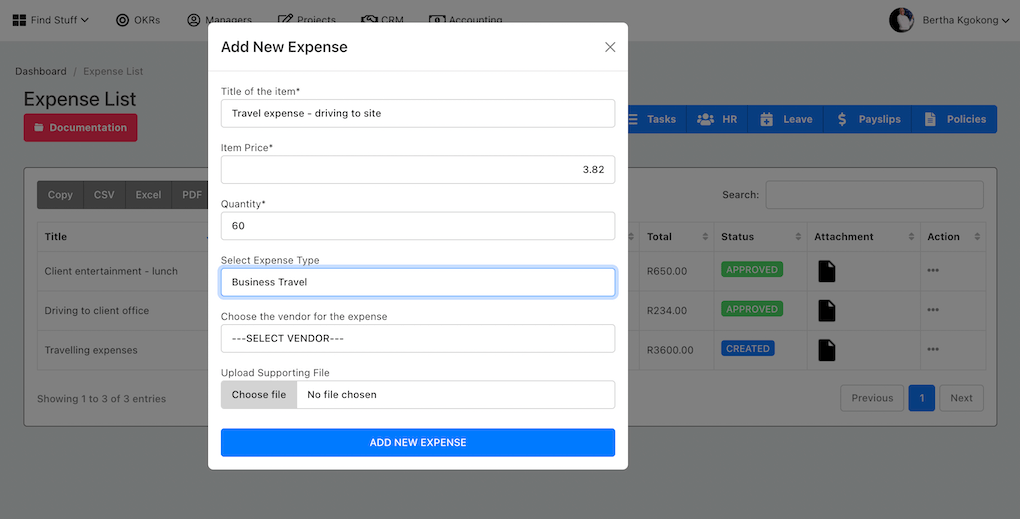 Find Stuff
OKRs
Managers
Projects
CRM
Accounting
Bertha Kgokong
Dashboard / Expense List
Expense List
Documentation
Tasks
HR
Leave
Payslips
Policies
Copy
CSV
Excel
PDF
Search:
Title
Total
Status
Attachment
Action
Client entertainment - lunch
R650.00
APPROVED
Driving to client office
R234.00
APPROVED
Travelling expenses
R3600.00
CREATED
Showing 1 to 3 of 3 entries
Previous
1
Next
Add New Expense
Title of the item*
Travel expense - driving to site
Item Price*
3.82
Quantity*
60
Select Expense Type
Business Travel
Choose the vendor for the expense
---SELECT VENDOR---
Upload Supporting File
Choose file
No file chosen
ADD NEW EXPENSE